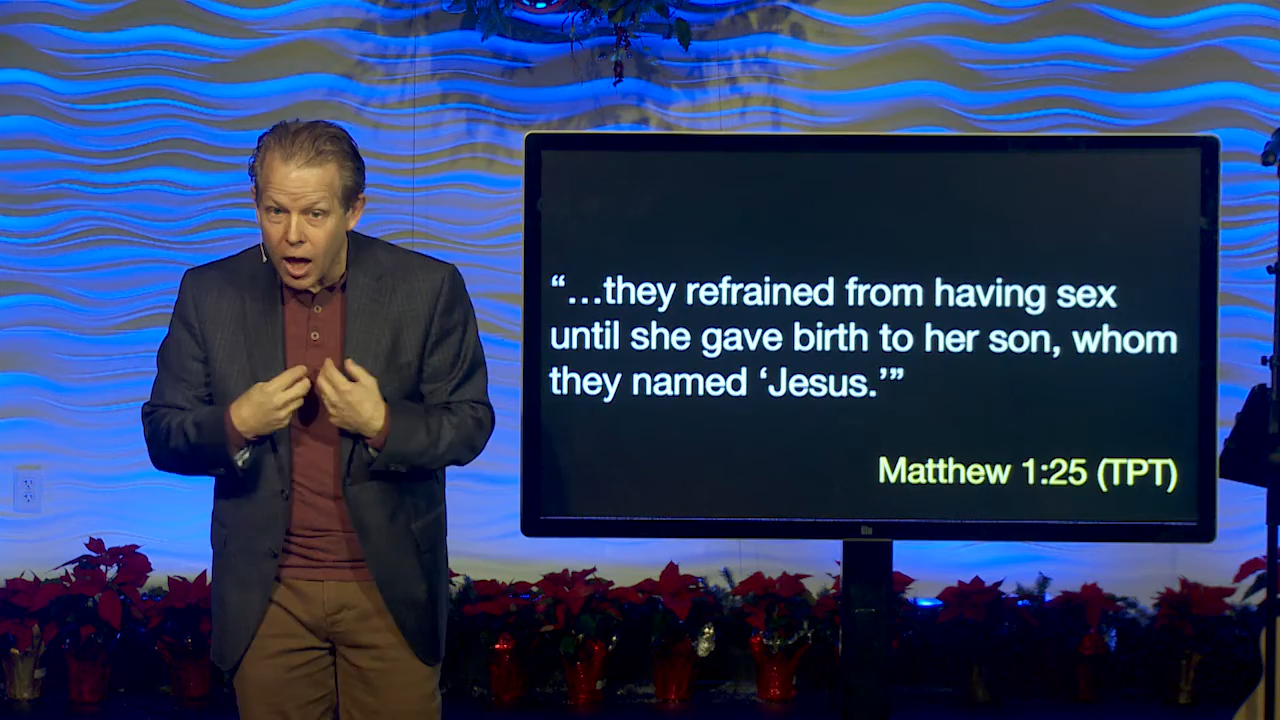 “…they refrained from having sex
until she gave birth to her son, whom
they named ‘Jesus.’”
Matthew 1:25 (TPT)